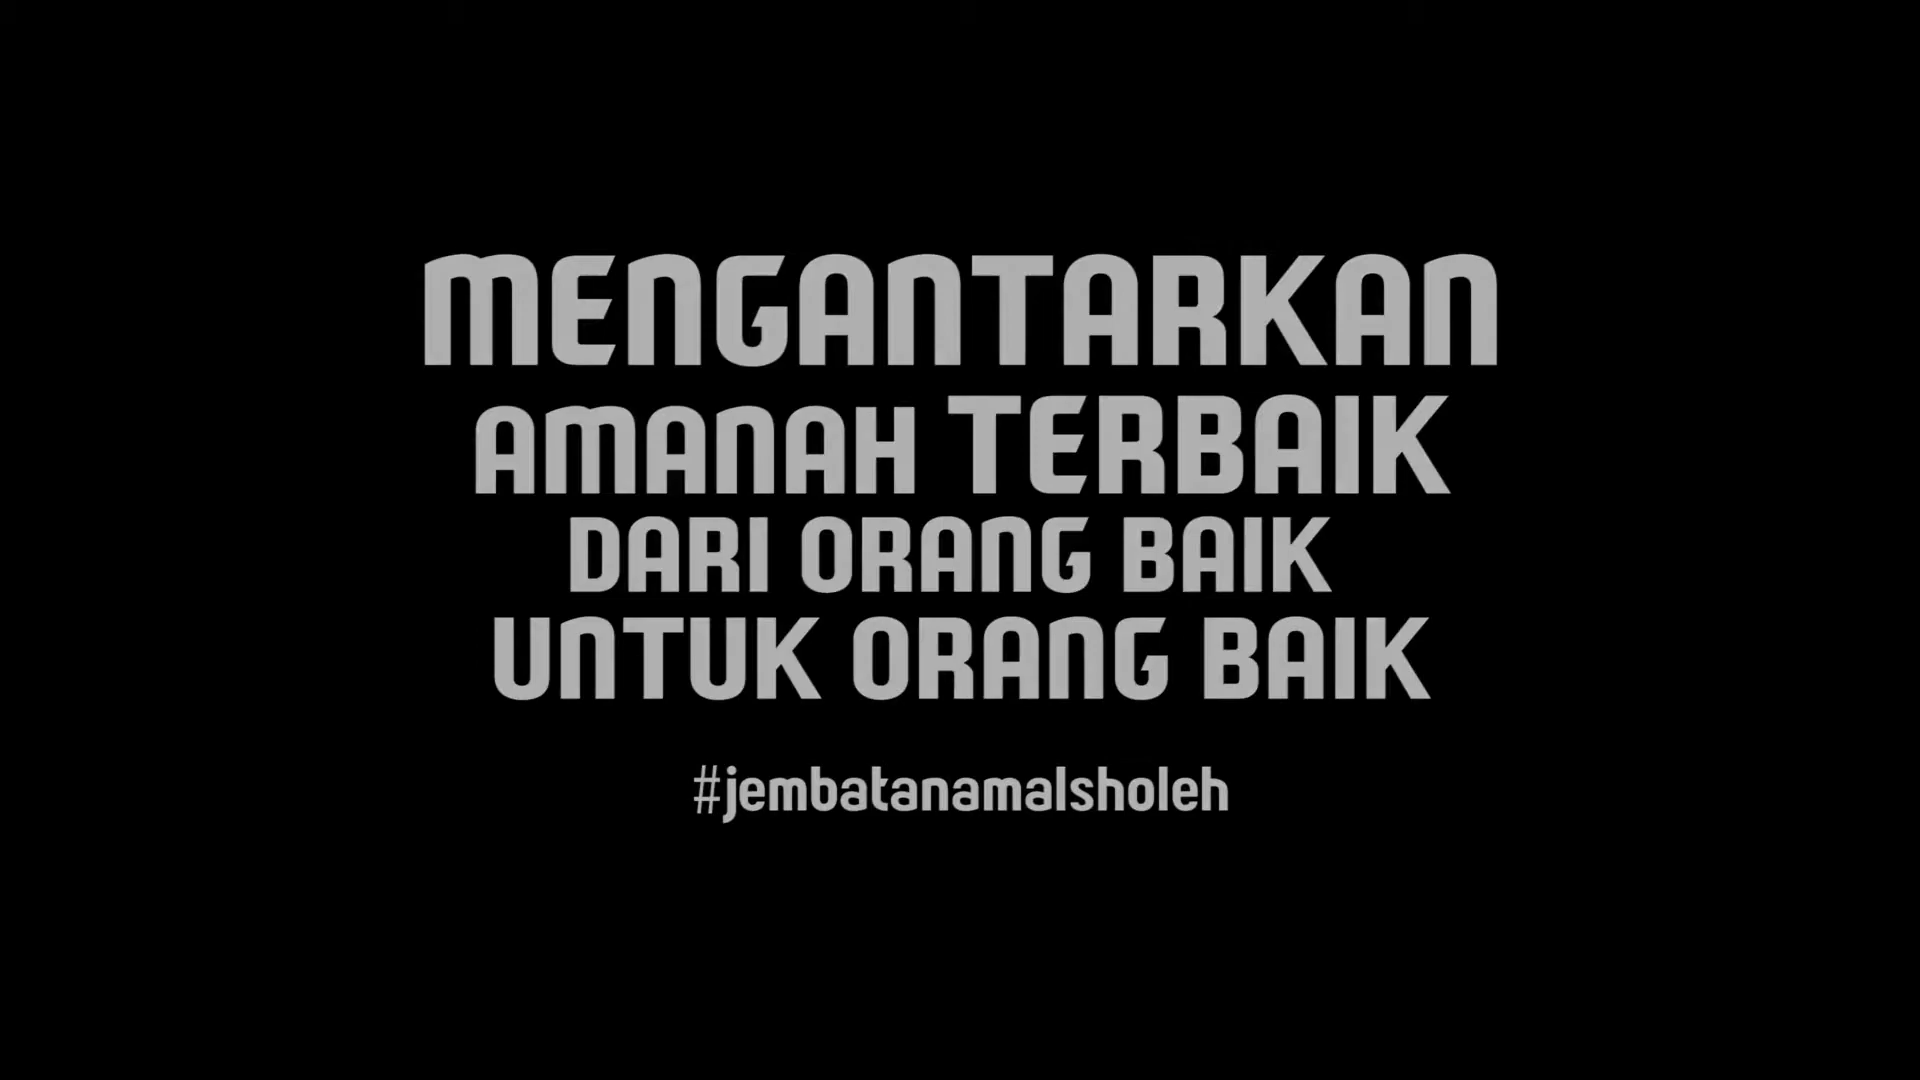 MENGANTARKAN
AMANAH TERBAIK
DARI ORANG BAIK
UNTUK ORANG BAIK
#jembatanamalsholeh